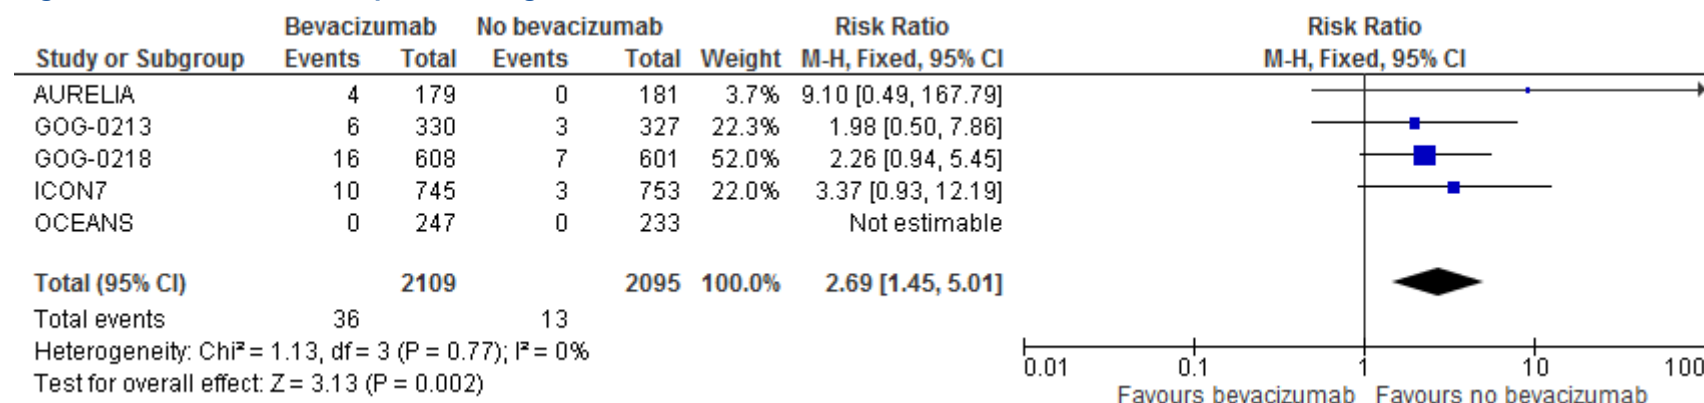 Bevacizumab No bevacizumab Risk Ratio Risk Ratio
Study or Subgroup Events Total Events Total Weight M-H, Fixed, 95% CI M-H, Fixed, 95% CI
AURELIA 4 179 0 181 3.7% 9.10 [0.49, 167.79]
GOG-0213 6 330 3 327 22.3% 1.98 [0.50, 7.86]
GOG-0218 16 608 7 601 52.0% 2.26 [0.94, 5.45]
ICON7 10 745 3 753 22.0% 3.37 [0.93, 12.19]
OCEANS 0 247 0 233 Not estimable
Total (95% CI) 2109 2095 100.0% 2.69 [1.45, 5.01]
Total events 36 13
Heterogeneity: Chi² = 1.13, df = 3 (P = 0.77); I² = 0%
Test for overall effect: Z = 3.13 (P = 0.002)
0.01 0.1 1 10 100
Favours bevacizumab Favours no bevacizumab